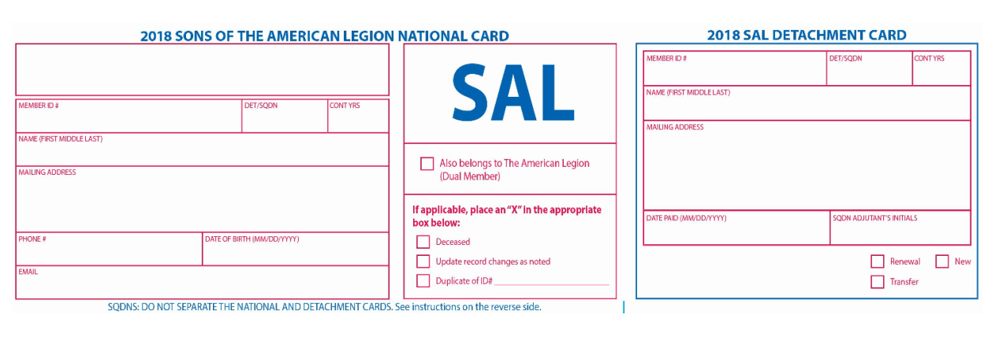 2018 SONS OF THE AMERICAN LEGION NATIONAL CARD
MEMBER ID #
DET/SQDN
CONT YRS
NAME (FIRST MIDDLE LAST)
MAILING ADDRESS
PHONE #
DATE OF BIRTH (MM/DD/YYYY)
EMAIL
SAL
Also belongs to The American Legion
(Dual Member)
If applicable, place an "X" in the appropriate
box below:
Deceased
Update record changes as noted
Duplicate of ID# ____________________
SQDNS: DO NOT SEPARATE THE NATIONAL AND DETACHMENT CARDS. See instructions on the reverse side.
2018 SAL DETACHMENT CARD
MEMBER ID #
DET/SQDN
CONT YRS
NAME (FIRST MIDDLE LAST)
MAILING ADDRESS
DATE PAID (MM/DD/YYYY)
SQDN ADJUTANT'S INITIALS
Renewal
New
Transfer